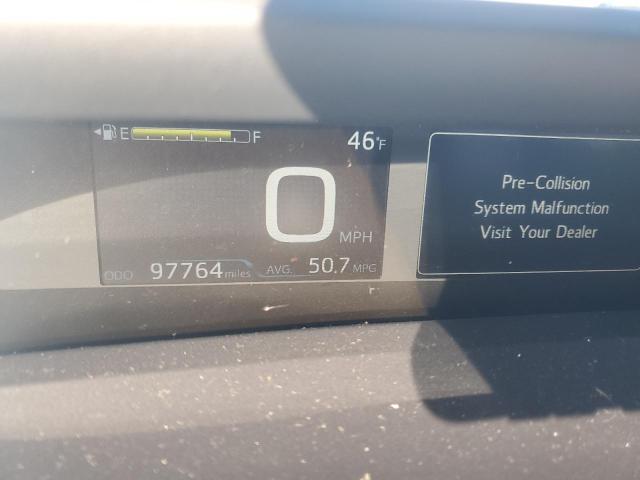 E F
46°F
0 MPH
ODO 97764 miles AVG. 50.7 MPG
Pre-Collision
System Malfunction
Visit Your Dealer